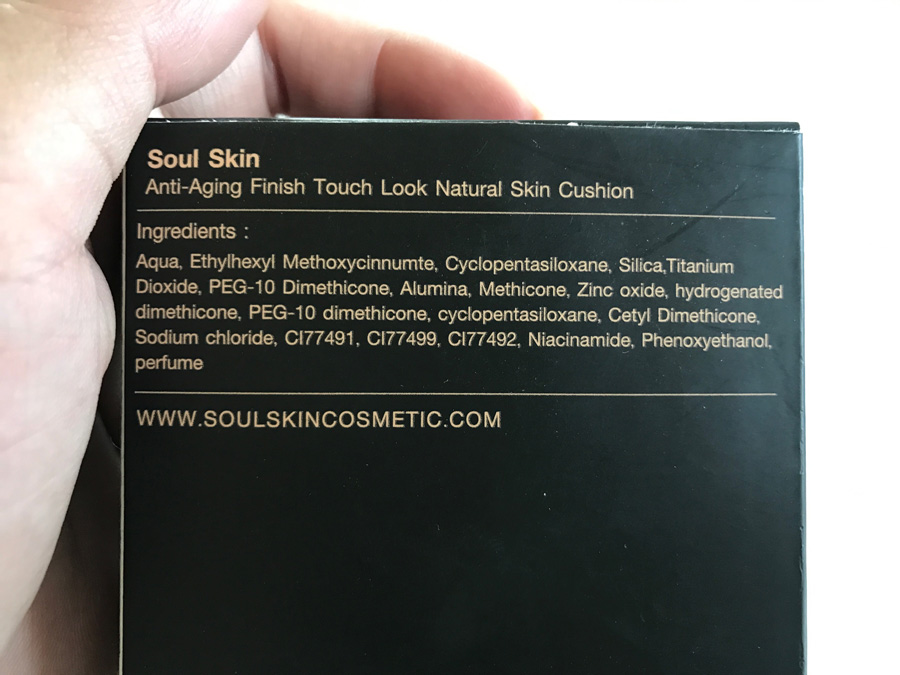 Soul Skin
Anti-Aging Finish Touch Look Natural Skin Cushion
Ingredients :
Aqua, Ethylhexyl Methoxycinnumte, Cyclopentasiloxane, Silica,Titanium
Dioxide, PEG-10 Dimethicone, Alumina, Methicone, Zinc oxide, hydrogenated
dimethicone, PEG-10 dimethicone, cyclopentasiloxane, Cetyl Dimethicone,
Sodium chloride, CI77491, CI77499, CI77492, Niacinamide, Phenoxyethanol,
perfume
WWW.SOULSKINCOSMETIC.COM